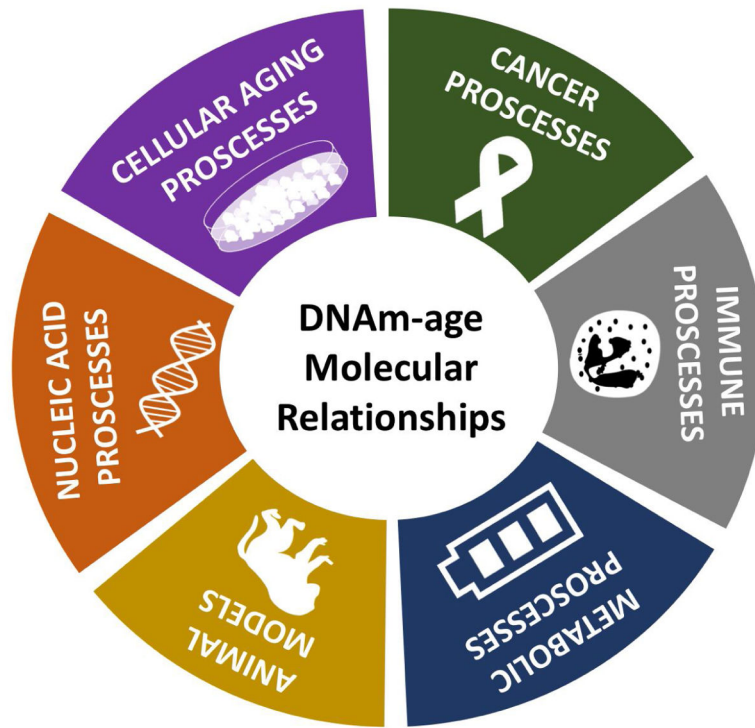 DNAm-age
Molecular
Relationships
CANCER
PROSCESSES
IMMUNE
PROSCESSES
METABOLIC
PROSCESSES
ANIMAL
MODELS
NUCLEIC ACID
PROSCESSES
CELLULAR AGING
PROSCESSES